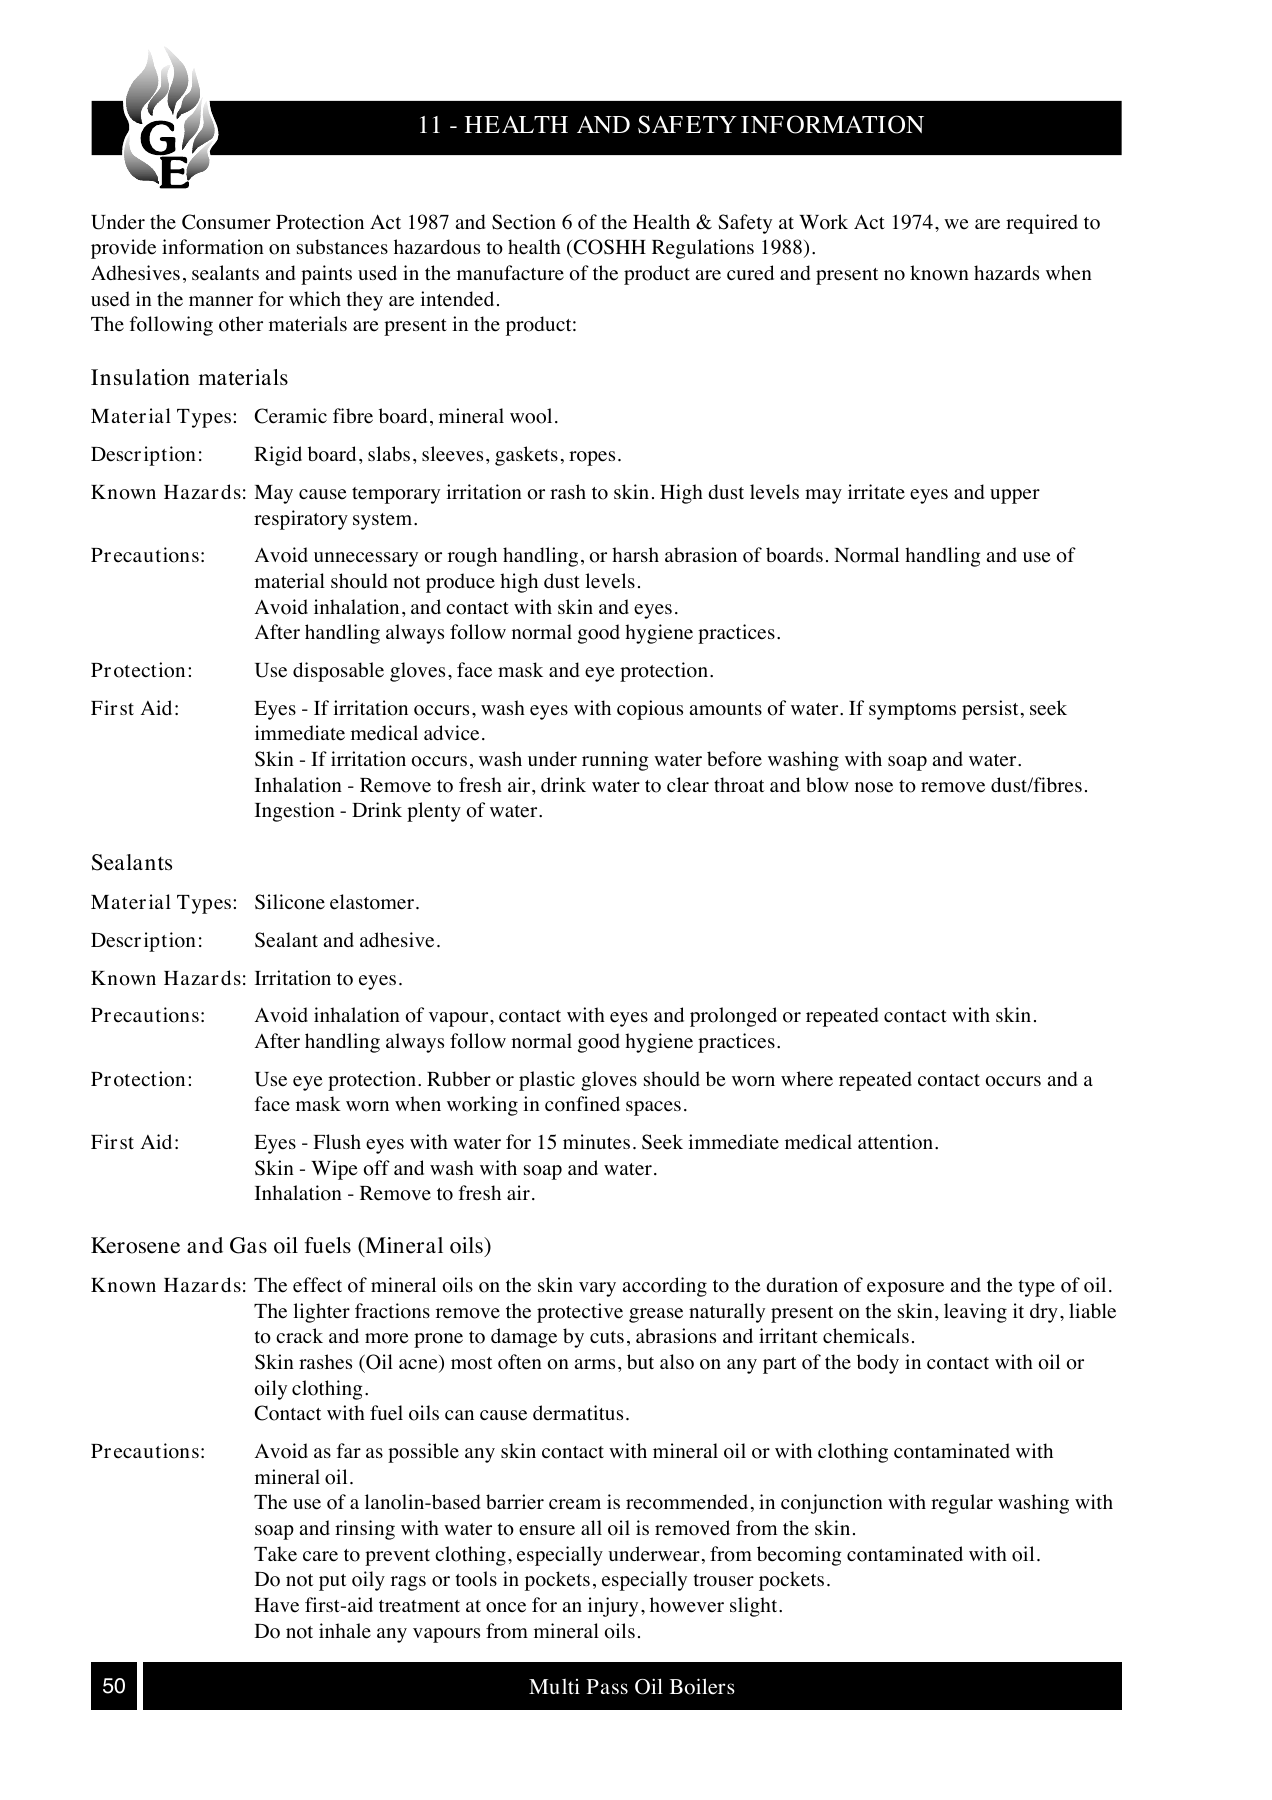 11 - HEALTH AND SAFETY INFORMATION
G
E
Under the Consumer Protection Act 1987 and Section 6 of the Health & Safety at Work Act 1974, we are required to
provide information on substances hazardous to health (COSHH Regulations 1988).
Adhesives, sealants and paints used in the manufacture of the product are cured and present no known hazards when
used in the manner for which they are intended.
The following other materials are present in the product:
Insulation materials
Material Types: Ceramic fibre board, mineral wool.
Description: Rigid board, slabs, sleeves, gaskets, ropes.
Known Hazards: May cause temporary irritation or rash to skin. High dust levels may irritate eyes and upper
respiratory system.
Precautions: Avoid unnecessary or rough handling, or harsh abrasion of boards. Normal handling and use of
material should not produce high dust levels.
Avoid inhalation, and contact with skin and eyes.
After handling always follow normal good hygiene practices.
Protection: Use disposable gloves, face mask and eye protection.
First Aid: Eyes - If irritation occurs, wash eyes with copious amounts of water. If symptoms persist, seek
immediate medical advice.
Skin - If irritation occurs, wash under running water before washing with soap and water.
Inhalation - Remove to fresh air, drink water to clear throat and blow nose to remove dust/fibres.
Ingestion - Drink plenty of water.
Sealants
Material Types: Silicone elastomer.
Description: Sealant and adhesive.
Known Hazards: Irritation to eyes.
Precautions: Avoid inhalation of vapour, contact with eyes and prolonged or repeated contact with skin.
After handling always follow normal good hygiene practices.
Protection: Use eye protection. Rubber or plastic gloves should be worn where repeated contact occurs and a
face mask worn when working in confined spaces.
First Aid: Eyes - Flush eyes with water for 15 minutes. Seek immediate medical attention.
Skin - Wipe off and wash with soap and water.
Inhalation - Remove to fresh air.
Kerosene and Gas oil fuels (Mineral oils)
Known Hazards: The effect of mineral oils on the skin vary according to the duration of exposure and the type of oil.
The lighter fractions remove the protective grease naturally present on the skin, leaving it dry, liable
to crack and more prone to damage by cuts, abrasions and irritant chemicals.
Skin rashes (Oil acne) most often on arms, but also on any part of the body in contact with oil or
oily clothing.
Contact with fuel oils can cause dermatitus.
Precautions: Avoid as far as possible any skin contact with mineral oil or with clothing contaminated with
mineral oil.
The use of a lanolin-based barrier cream is recommended, in conjunction with regular washing with
soap and rinsing with water to ensure all oil is removed from the skin.
Take care to prevent clothing, especially underwear, from becoming contaminated with oil.
Do not put oily rags or tools in pockets, especially trouser pockets.
Have first-aid treatment at once for an injury, however slight.
Do not inhale any vapours from mineral oils.
50 Multi Pass Oil Boilers